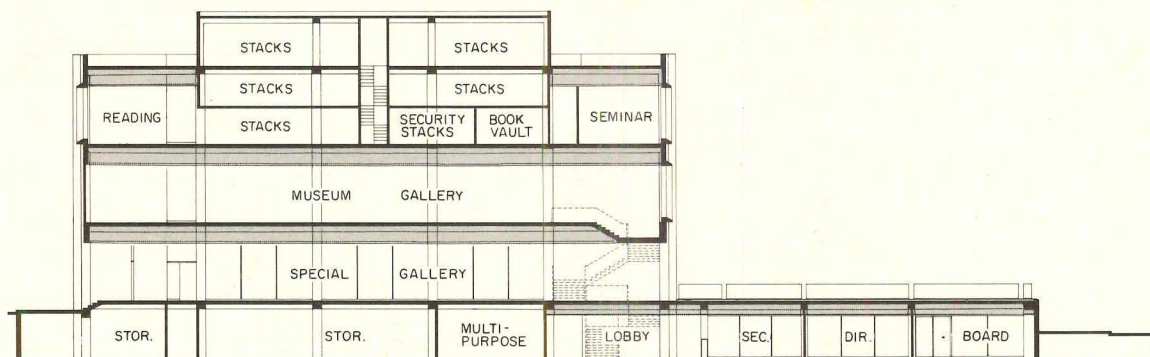 STACKS STACKS
STACKS STACKS
READING STACKS SECURITY STACKS BOOK VAULT SEMINAR
MUSEUM GALLERY
SPECIAL GALLERY
STOR. STOR. MULTI-PURPOSE LOBBY SEC. DIR. BOARD